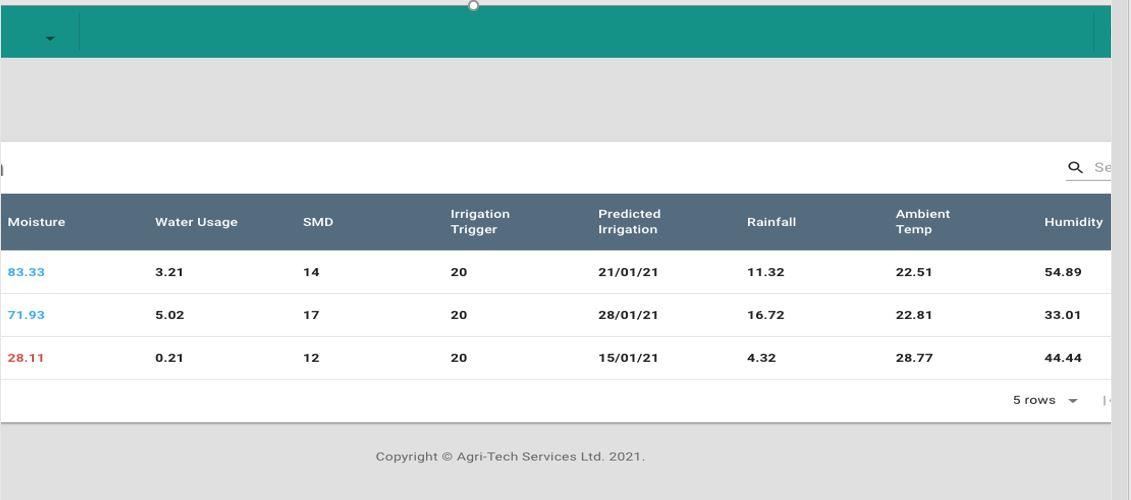 Moisture Water Usage SMD Irrigation Trigger Predicted Irrigation Rainfall Ambient Temp Humidity
83.33 3.21 14 20 21/01/21 11.32 22.51 54.89
71.93 5.02 17 20 28/01/21 16.72 22.81 33.01
28.11 0.21 12 20 15/01/21 4.32 28.77 44.44
5 rows
Copyright © Agri-Tech Services Ltd. 2021.